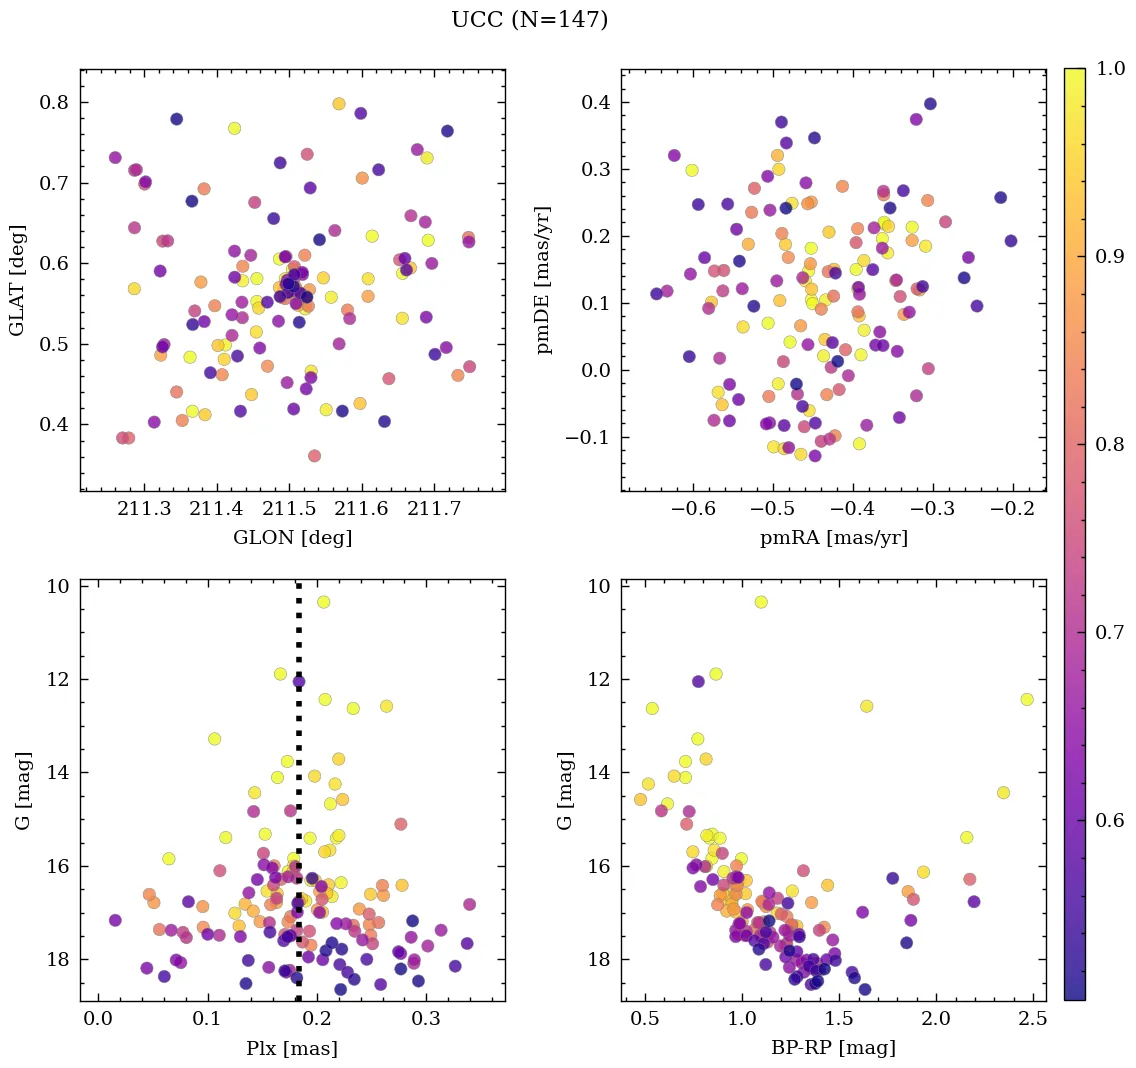 UCC (N=147)
0.8
0.7
0.6
0.5
0.4
GLAT [deg]
211.3 211.4 211.5 211.6 211.7
GLON [deg]
0.4
0.3
0.2
0.1
0.0
−0.1
pmDE [mas/yr]
−0.6 −0.5 −0.4 −0.3 −0.2
pmRA [mas/yr]
10
12
14
16
18
G [mag]
0.0 0.1 0.2 0.3
Plx [mas]
10
12
14
16
18
G [mag]
0.5 1.0 1.5 2.0 2.5
BP-RP [mag]
1.0
0.9
0.8
0.7
0.6